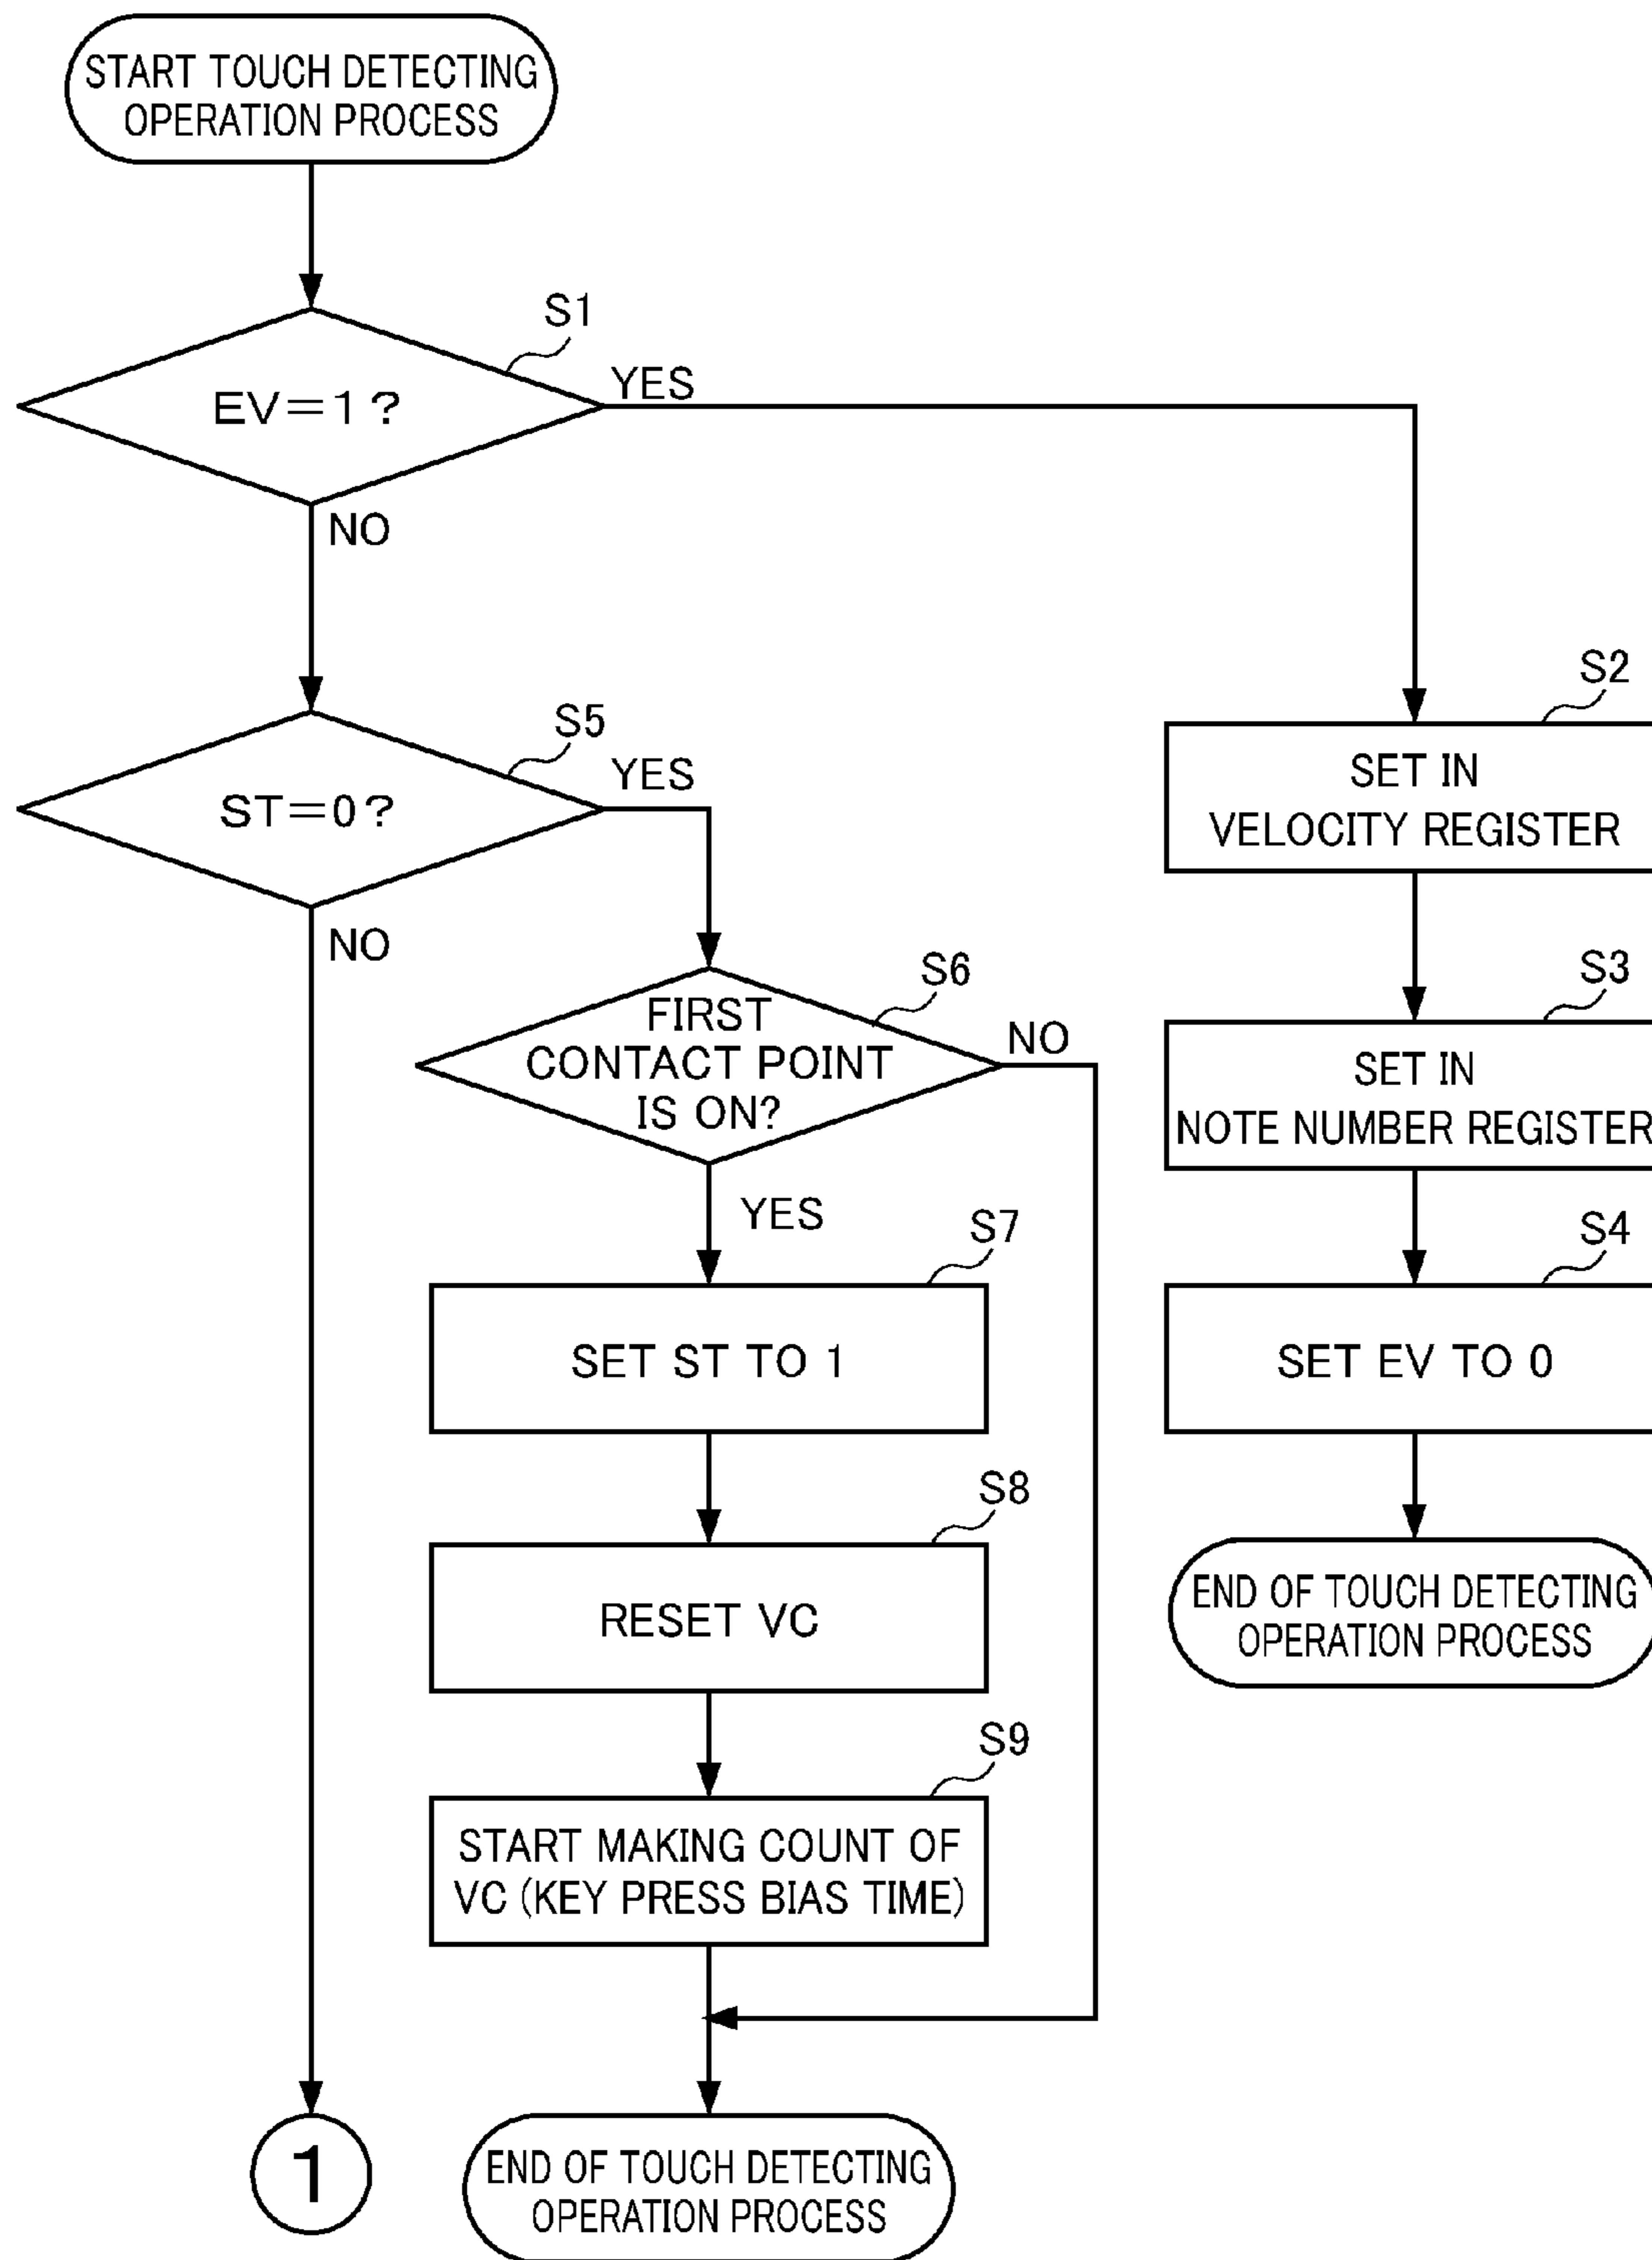 START TOUCH DETECTING
OPERATION PROCESS
S1
EV=1?
YES
NO
S5
ST=0?
YES
NO
S6
FIRST
CONTACT POINT
IS ON?
NO
YES
S7
SET ST TO 1
S8
RESET VC
S9
START MAKING COUNT OF
VC (KEY PRESS BIAS TIME)
END OF TOUCH DETECTING
OPERATION PROCESS
1
S2
SET IN
VELOCITY REGISTER
S3
SET IN
NOTE NUMBER REGISTER
S4
SET EV TO 0
END OF TOUCH DETECTING
OPERATION PROCESS